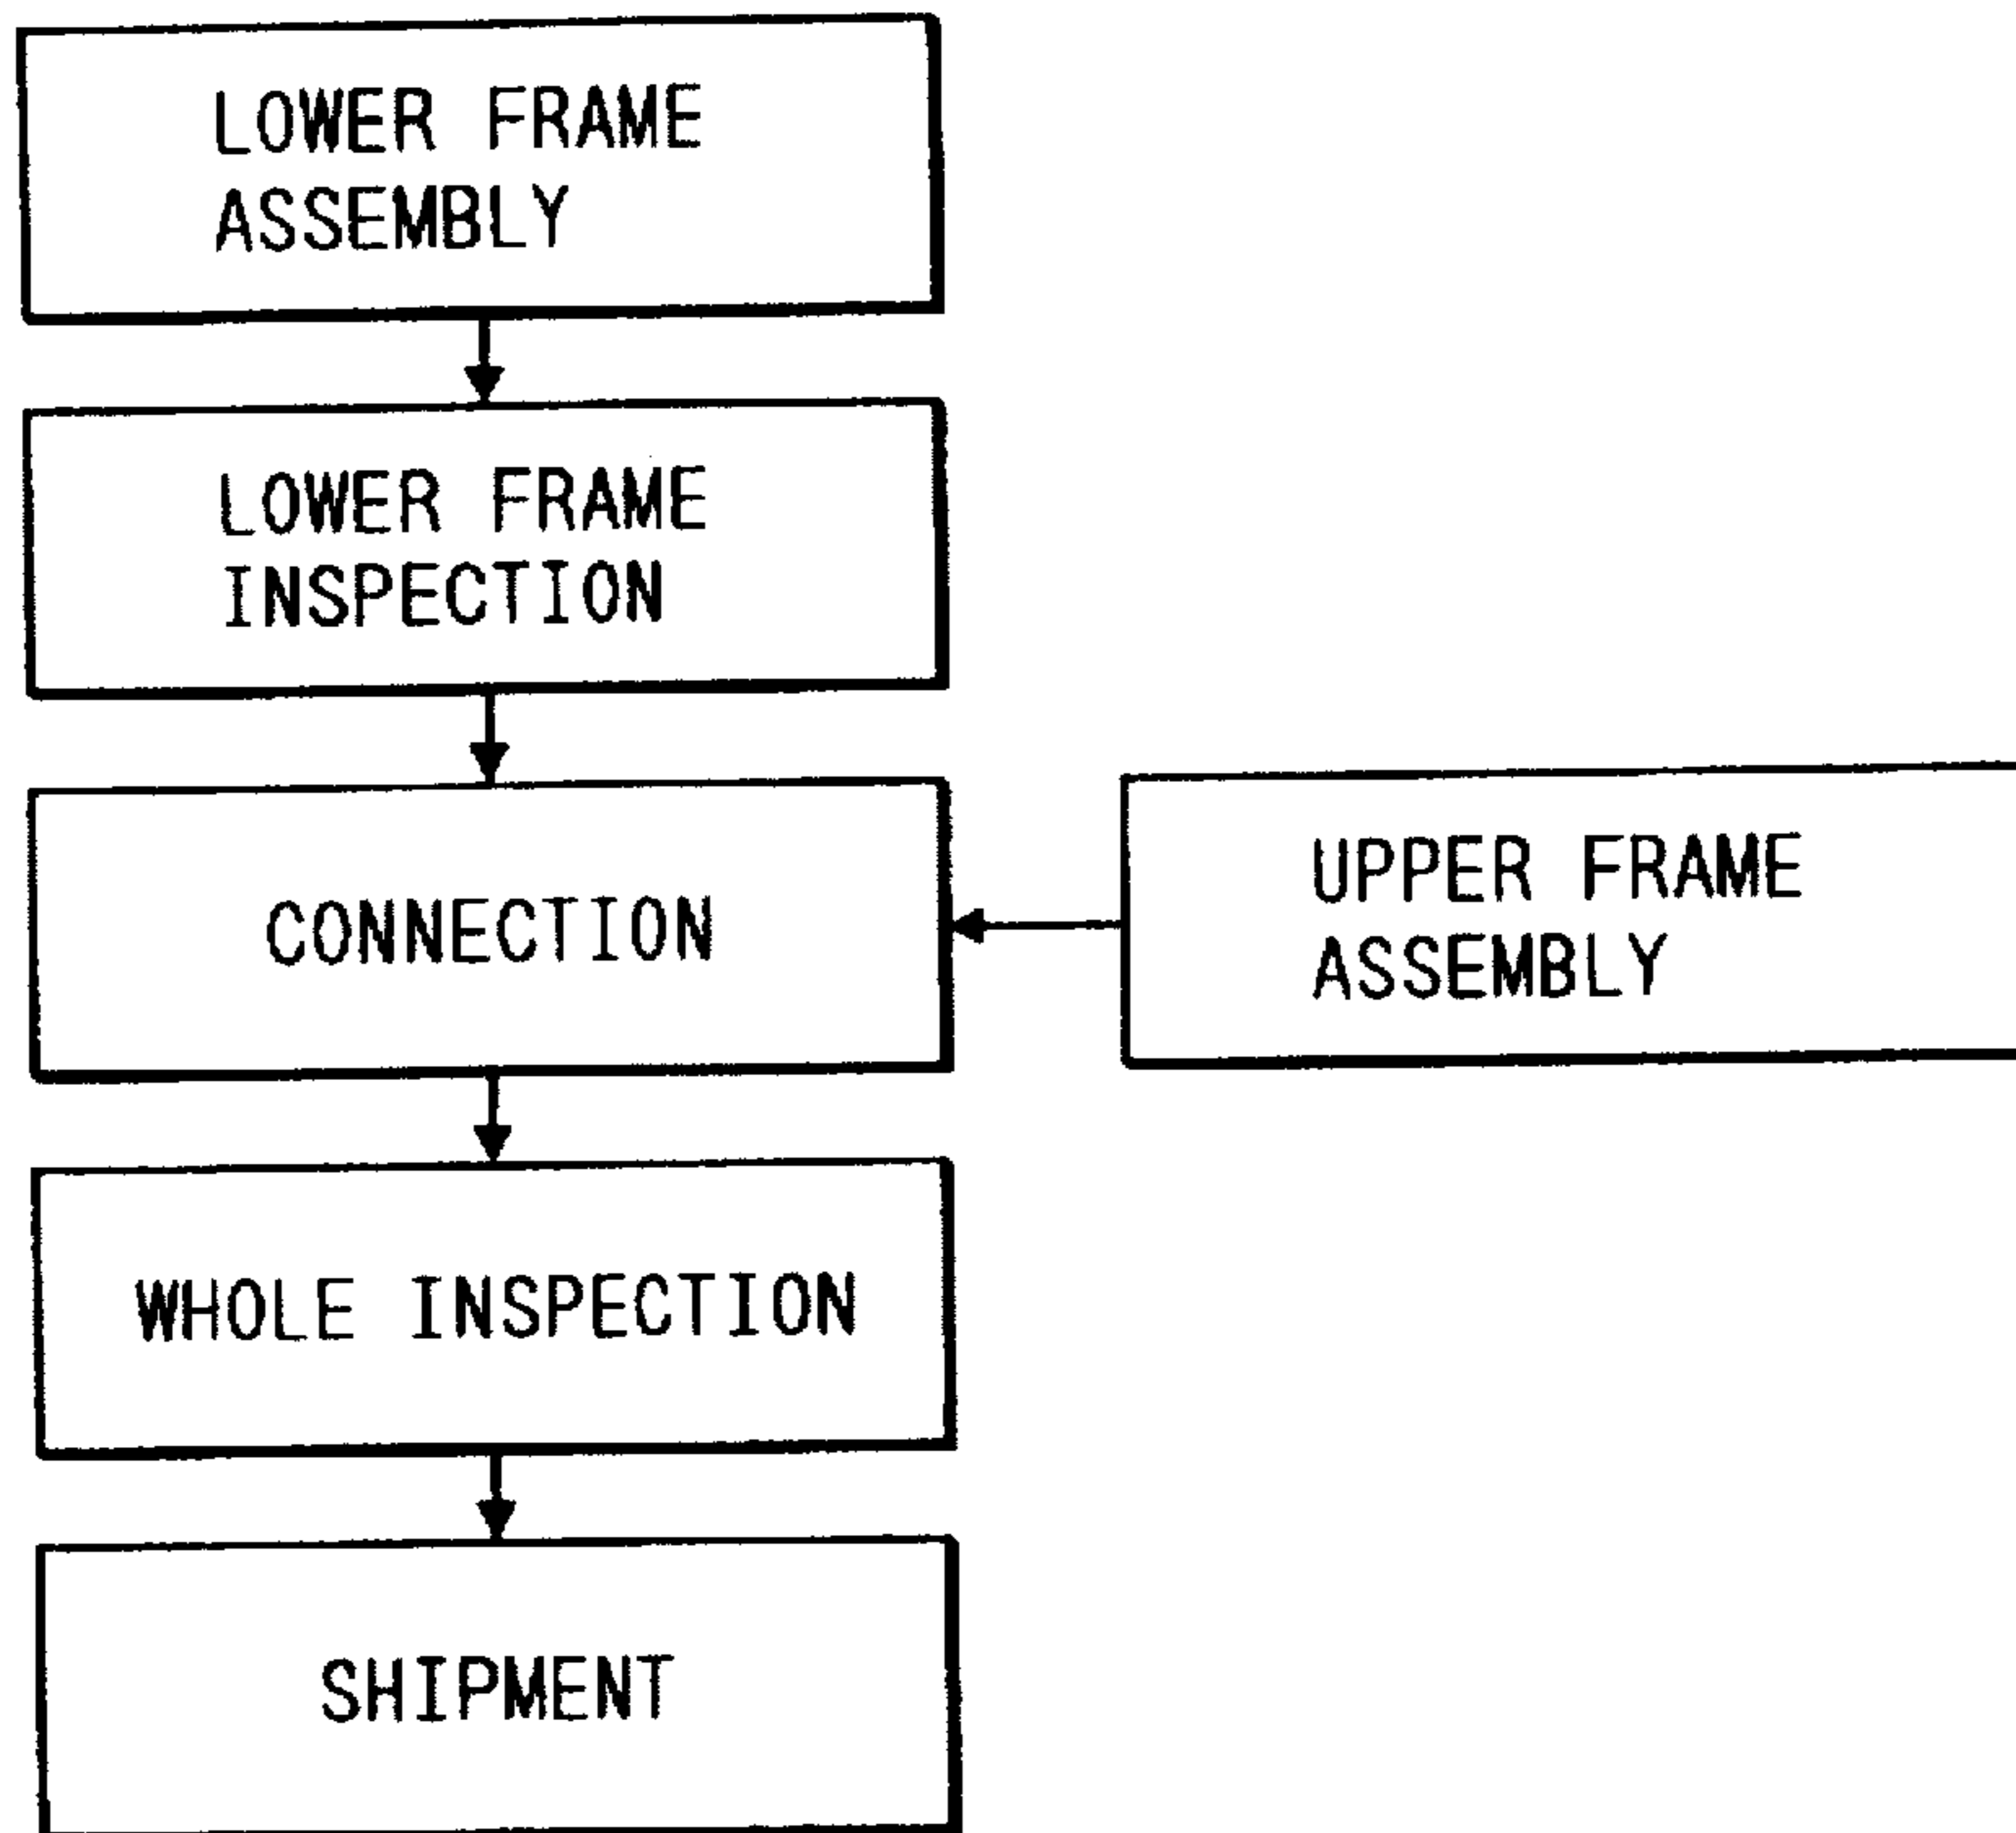 LOWER FRAME
ASSEMBLY
LOWER FRAME
INSPECTION
CONNECTION
UPPER FRAME
ASSEMBLY
WHOLE INSPECTION
SHIPMENT